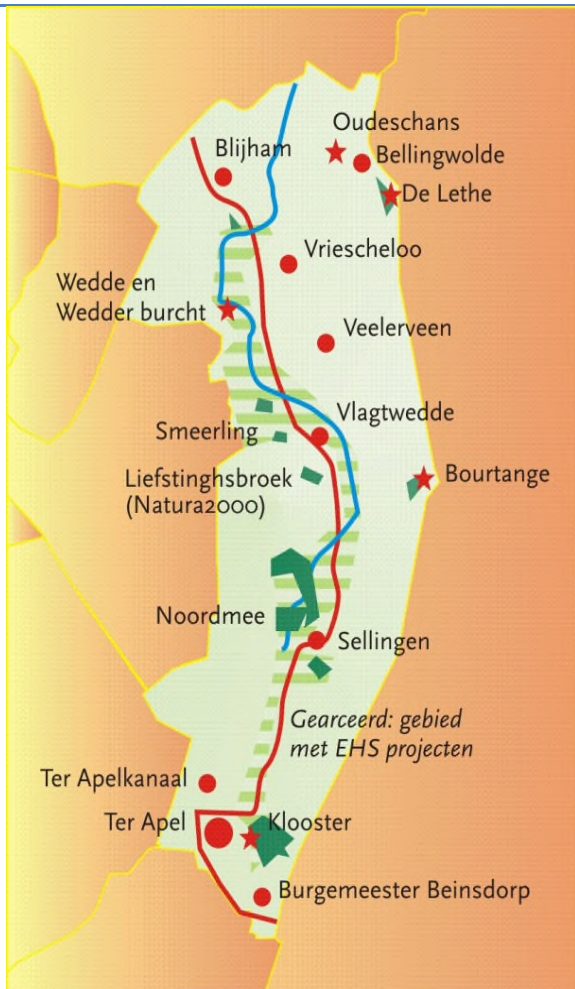 Oudeschans
Blijham
Bellingwolde
De Lethe
Vriescheloo
Wedde en
Wedder burcht
Veelerveen
Vlagtwedde
Smeerling
Liefstinghsbroek
(Natura2000)
Bourtange
Noordmee
Sellingen
Gearceerd: gebied
met EHS projecten
Ter Apelkanaal
Ter Apel
Klooster
Burgemeester Beinsdorp